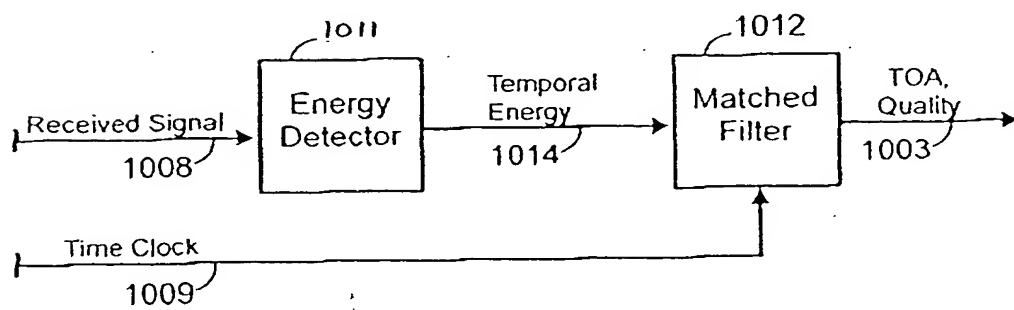 1011
1012
Energy
Detector
Temporal
Energy
Matched
Filter
TOA,
Quality
Received Signal
1008
1014
1003
Time Clock
1009